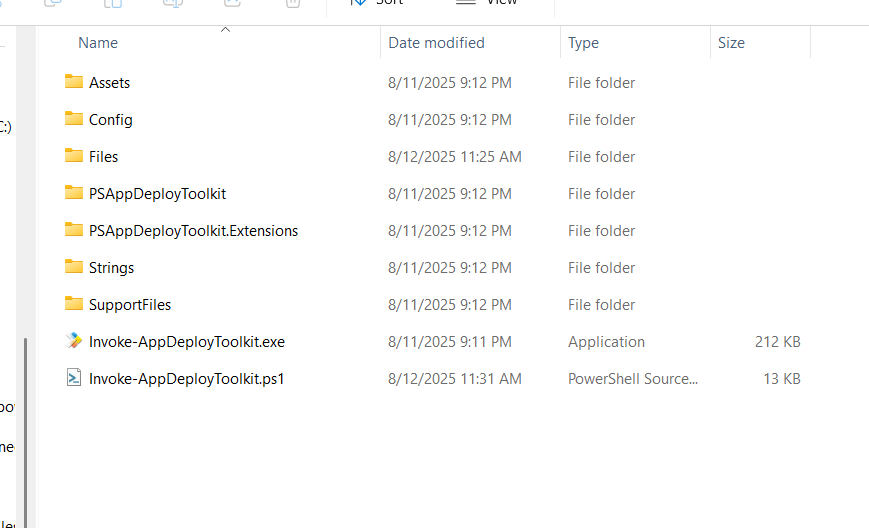 Sort View
Name Date modified Type Size
Assets 8/11/2025 9:12 PM File folder
C:)
Config 8/11/2025 9:12 PM File folder
Files 8/12/2025 11:25 AM File folder
PSAppDeployToolkit 8/11/2025 9:12 PM File folder
PSAppDeployToolkit.Extensions 8/11/2025 9:12 PM File folder
Strings 8/11/2025 9:12 PM File folder
SupportFiles 8/11/2025 9:12 PM File folder
Invoke-AppDeployToolkit.exe 8/11/2025 9:11 PM Application 212 KB
Invoke-AppDeployToolkit.ps1 8/12/2025 11:31 AM PowerShell Source... 13 KB